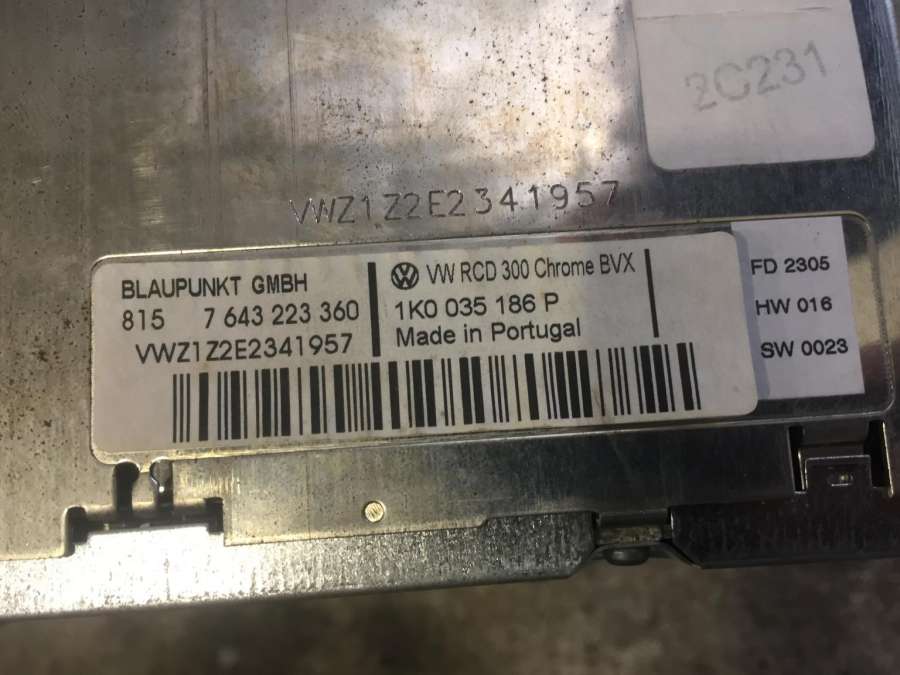 2C231
VWZ1Z2E2341957
BLAUPUNKT GMBH
815 7 643 223 360
VWZ1Z2E2341957
VW RCD 300 Chrome BVX
1K0 035 186 P
Made in Portugal
FD 2305
HW 016
SW 0023